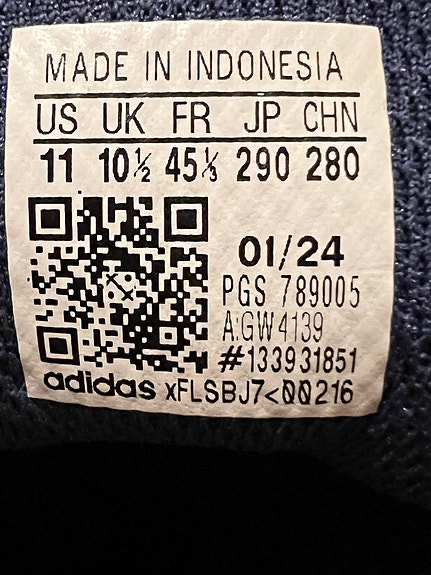 MADE IN INDONESIA
US UK FR JP CHN
11 10½ 45⅓ 290 280
01/24
PGS 789005
A:GW4139
#133931851
adidas xFLSBJ7<00216